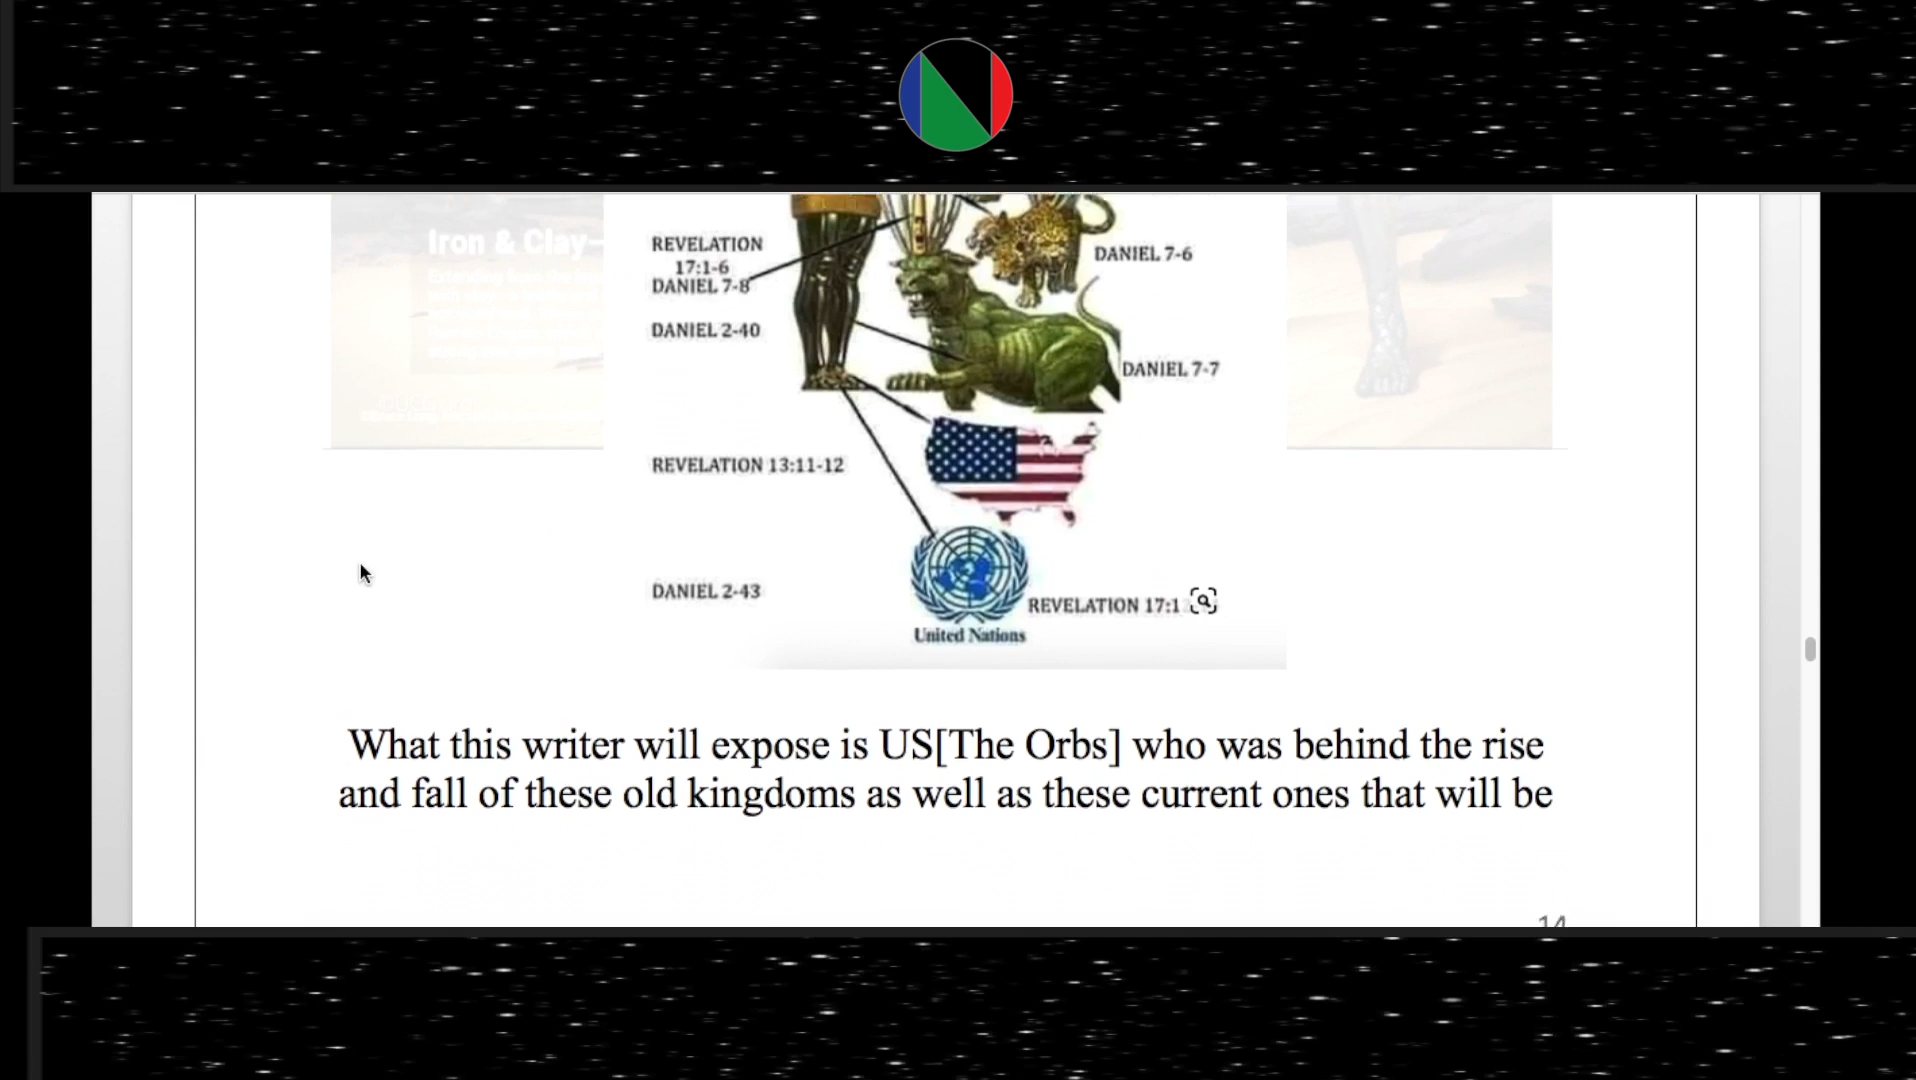 Iron & Clay–
REVELATION
17:1-6
DANIEL 7-8
DANIEL 7-6
DANIEL 2-40
DANIEL 7-7
REVELATION 13:11-12
DANIEL 2-43
REVELATION 17:1
United Nations
What this writer will expose is US[The Orbs] who was behind the rise
and fall of these old kingdoms as well as these current ones that will be
14